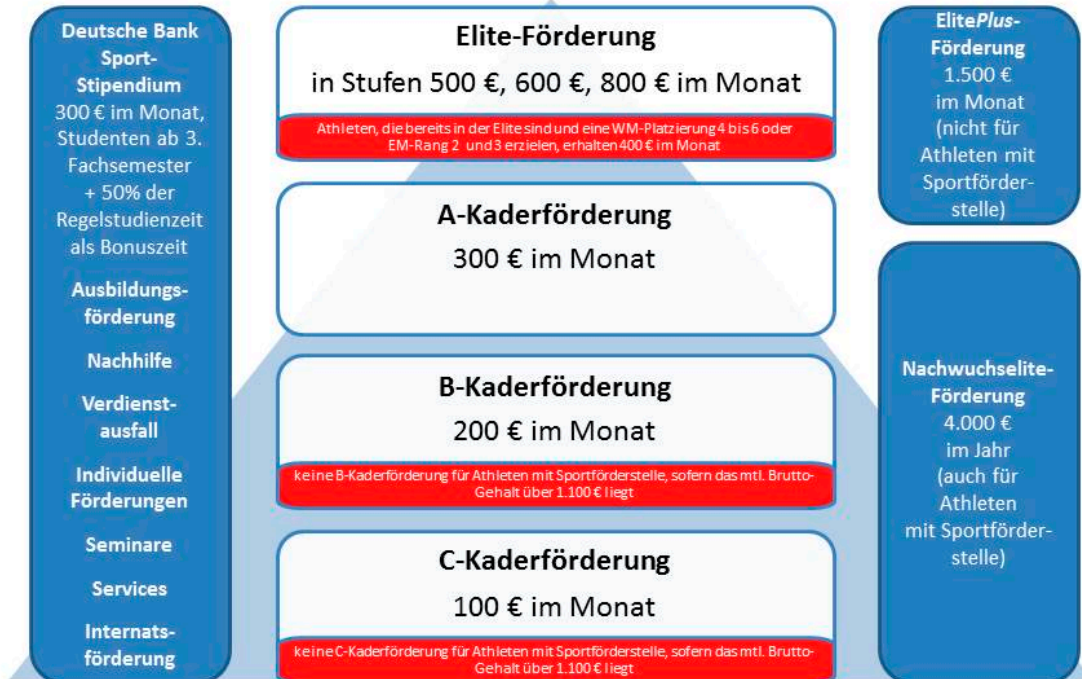 Deutsche Bank
Sport-
Stipendium
300 € im Monat,
Studenten ab 3.
Fachsemester
+ 50% der
Regelstudienzeit
als Bonuszeit
Ausbildungs-
förderung
Nachhilfe
Verdienst-
ausfall
Individuelle
Förderungen
Seminare
Services
Internats-
förderung
Elite-Förderung
in Stufen 500 €, 600 €, 800 € im Monat
Athleten, die bereits in der Elite sind und eine WM-Platzierung 4 bis 6 oder
EM-Rang 2 und 3 erzielen, erhalten 400 € im Monat
A-Kaderförderung
300 € im Monat
B-Kaderförderung
200 € im Monat
keine B-Kaderförderung für Athleten mit Sportförderstelle, sofern das mtl. Brutto-
Gehalt über 1.100 € liegt
C-Kaderförderung
100 € im Monat
keine C-Kaderförderung für Athleten mit Sportförderstelle, sofern das mtl. Brutto-
Gehalt über 1.100 € liegt
ElitePlus-
Förderung
1.500 €
im Monat
(nicht für
Athleten mit
Sportförder-
stelle)
Nachwuchselite-
Förderung
4.000 €
im Jahr
(auch für
Athleten
mit Sportförder-
stelle)